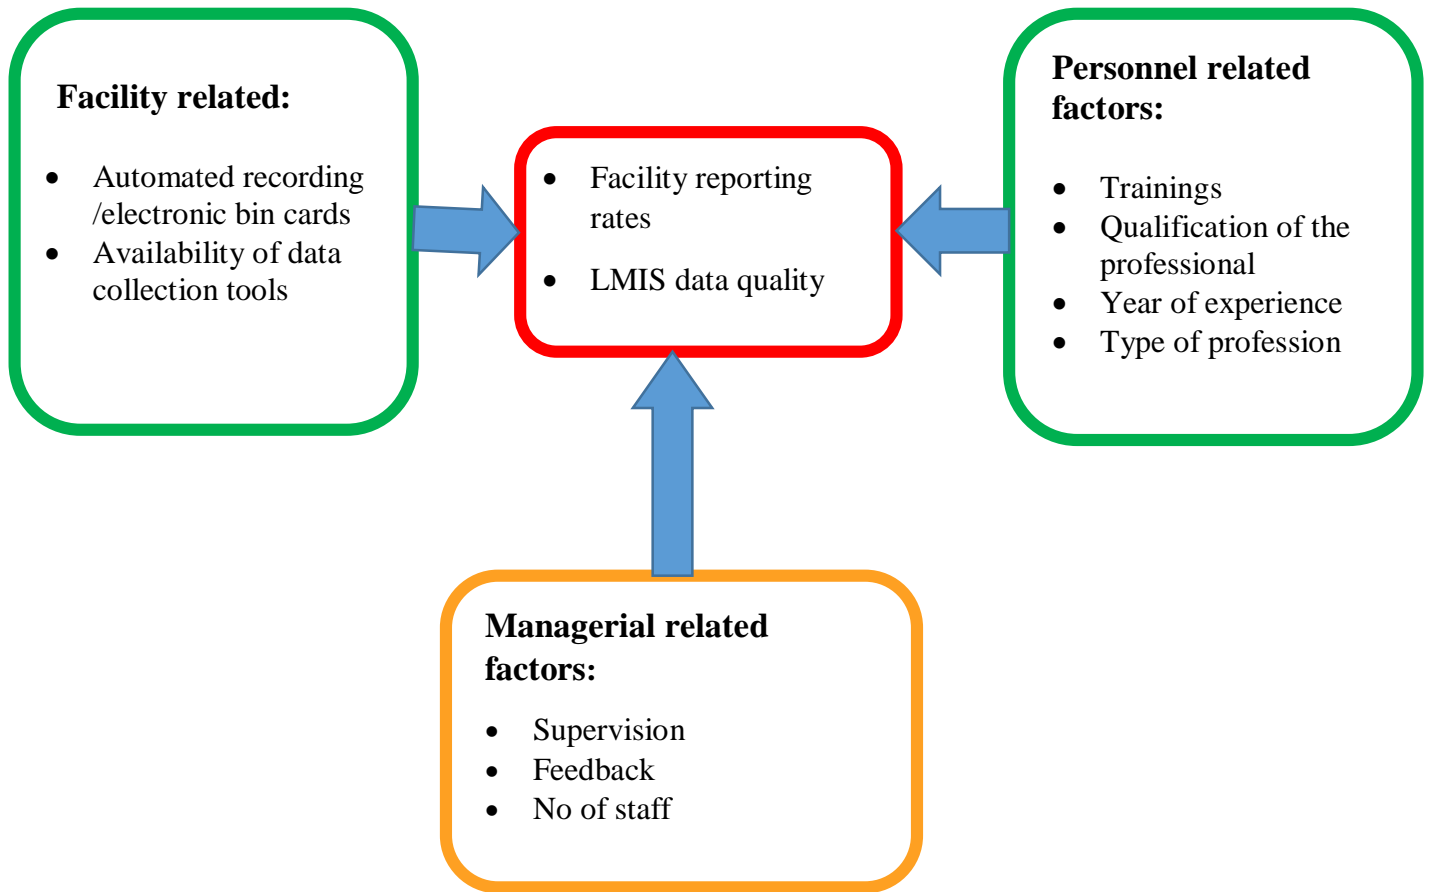 Facility related:
• Automated recording
/electronic bin cards
• Availability of data
collection tools
• Facility reporting
rates
• LMIS data quality
Personnel related
factors:
• Trainings
• Qualification of the
professional
• Year of experience
• Type of profession
Managerial related
factors:
• Supervision
• Feedback
• No of staff